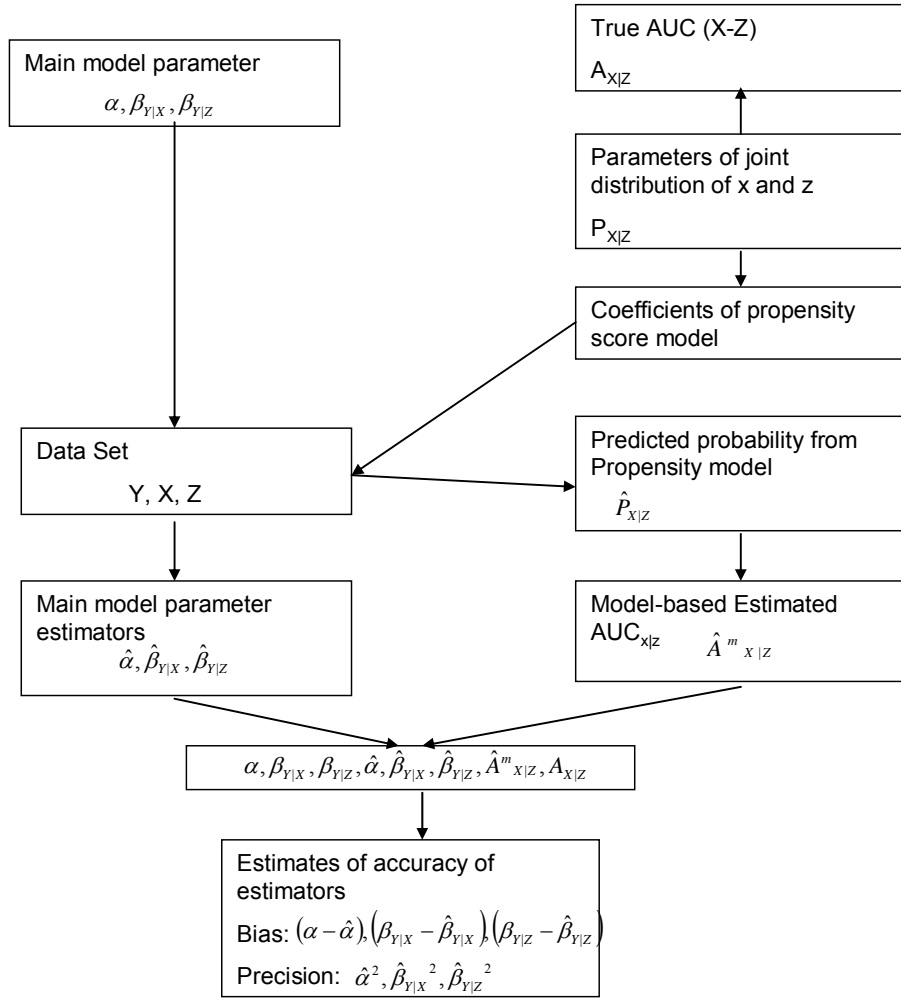 Main model parameter
α, β_{Y|X}, β_{Y|Z}
True AUC (X-Z)
A_{X|Z}
Parameters of joint
distribution of x and z
P_{X|Z}
Coefficients of propensity
score model
Data Set
Y, X, Z
Predicted probability from
Propensity model
P̂_{X|Z}
Main model parameter
estimators
α̂, β̂_{Y|X}, β̂_{Y|Z}
Model-based Estimated
AUC_{x|z} Â^m_{X|Z}
α, β_{Y|X}, β_{Y|Z}, α̂, β̂_{Y|X}, β̂_{Y|Z}, Â^m_{X|Z}, A_{X|Z}
Estimates of accuracy of
estimators
Bias: (α − α̂), (β_{Y|X} − β̂_{Y|X}), (β_{Y|Z} − β̂_{Y|Z})
Precision: α̂², β̂_{Y|X}², β̂_{Y|Z}²